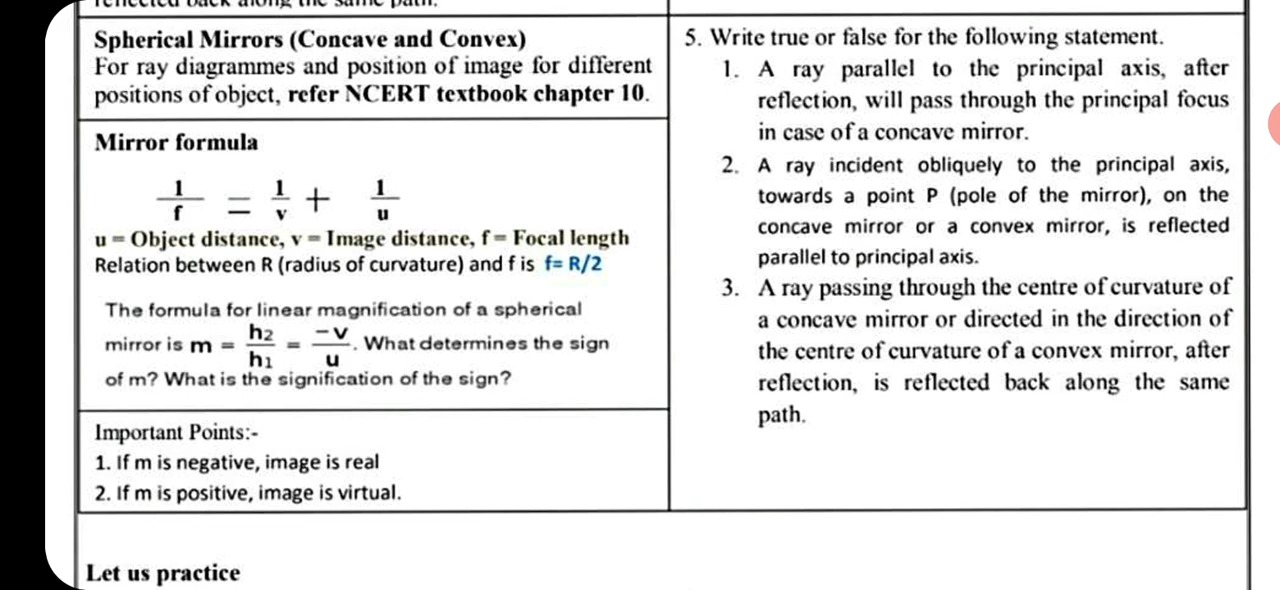 reflected back along the same path.
Spherical Mirrors (Concave and Convex)
For ray diagrammes and position of image for different
positions of object, refer NCERT textbook chapter 10.
Mirror formula
1/f = 1/v + 1/u
u = Object distance, v = Image distance, f = Focal length
Relation between R (radius of curvature) and f is f= R/2
The formula for linear magnification of a spherical
mirror is m = h2/h1 = -v/u. What determines the sign
of m? What is the signification of the sign?
Important Points:-
1. If m is negative, image is real
2. If m is positive, image is virtual.
5. Write true or false for the following statement.
1. A ray parallel to the principal axis, after
reflection, will pass through the principal focus
in case of a concave mirror.
2. A ray incident obliquely to the principal axis,
towards a point P (pole of the mirror), on the
concave mirror or a convex mirror, is reflected
parallel to principal axis.
3. A ray passing through the centre of curvature of
a concave mirror or directed in the direction of
the centre of curvature of a convex mirror, after
reflection, is reflected back along the same
path.
Let us practice